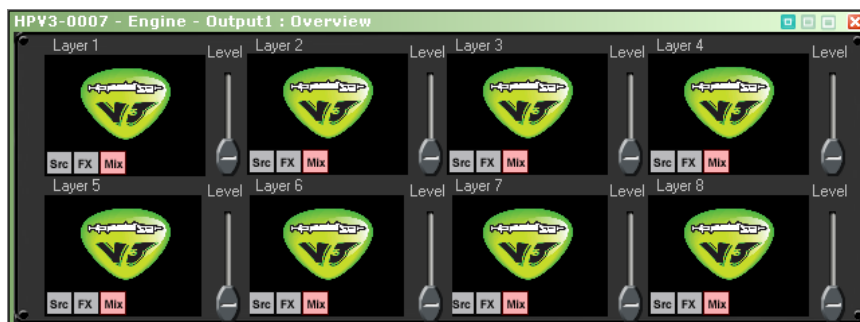 HPV3-0007 - Engine - Output1 : Overview
Layer 1 Level Layer 2 Level Layer 3 Level Layer 4 Level
Src FX Mix Src FX Mix Src FX Mix Src FX Mix
Layer 5 Level Layer 6 Level Layer 7 Level Layer 8 Level
Src FX Mix Src FX Mix Src FX Mix Src FX Mix